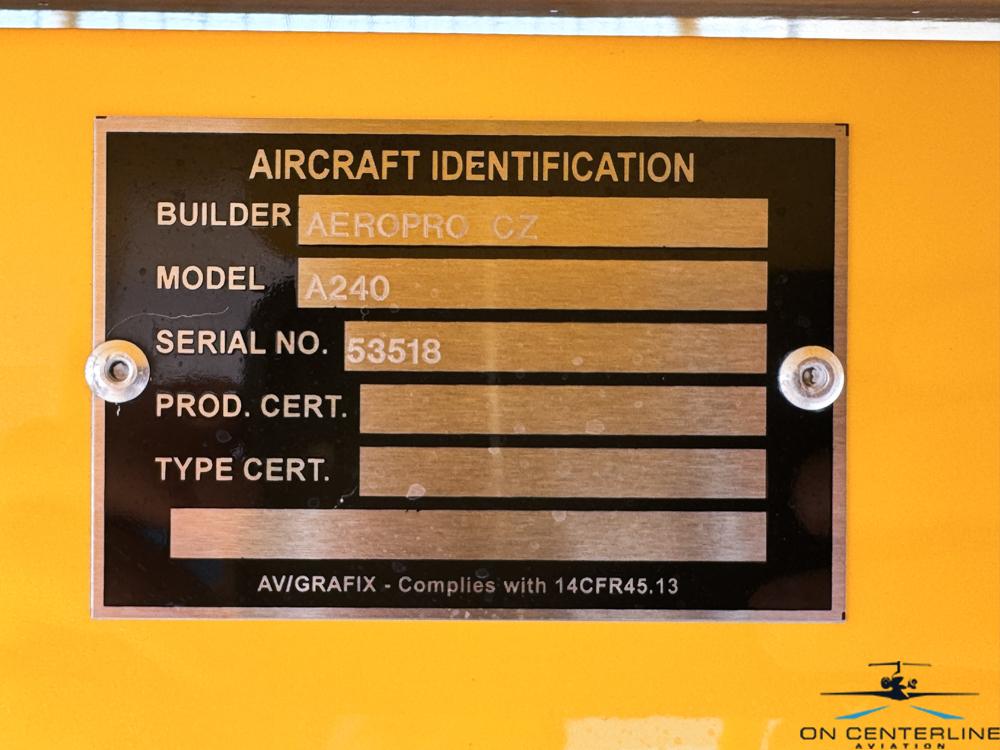 AIRCRAFT IDENTIFICATION
BUILDER AEROPRO CZ
MODEL A240
SERIAL NO. 53518
PROD. CERT.
TYPE CERT.
AV/GRAFIX - Complies with 14CFR45.13
ON CENTERLINE
AVIATION